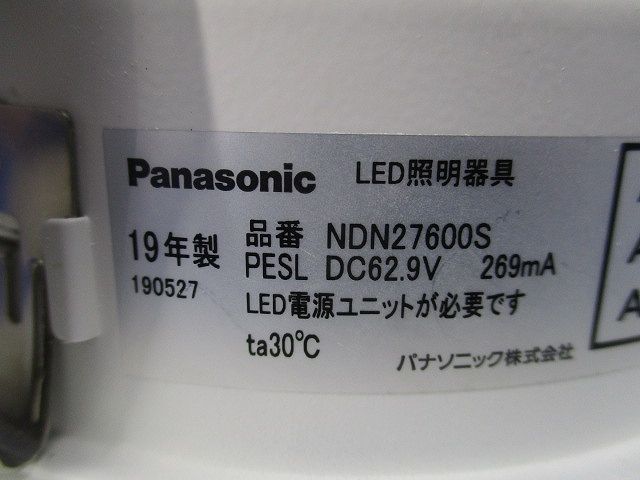 Panasonic LED照明器具
19年製 品番 NDN27600S
190527 PESL DC62.9V 269mA
LED電源ユニットが必要です
ta30℃
パナソニック株式会社